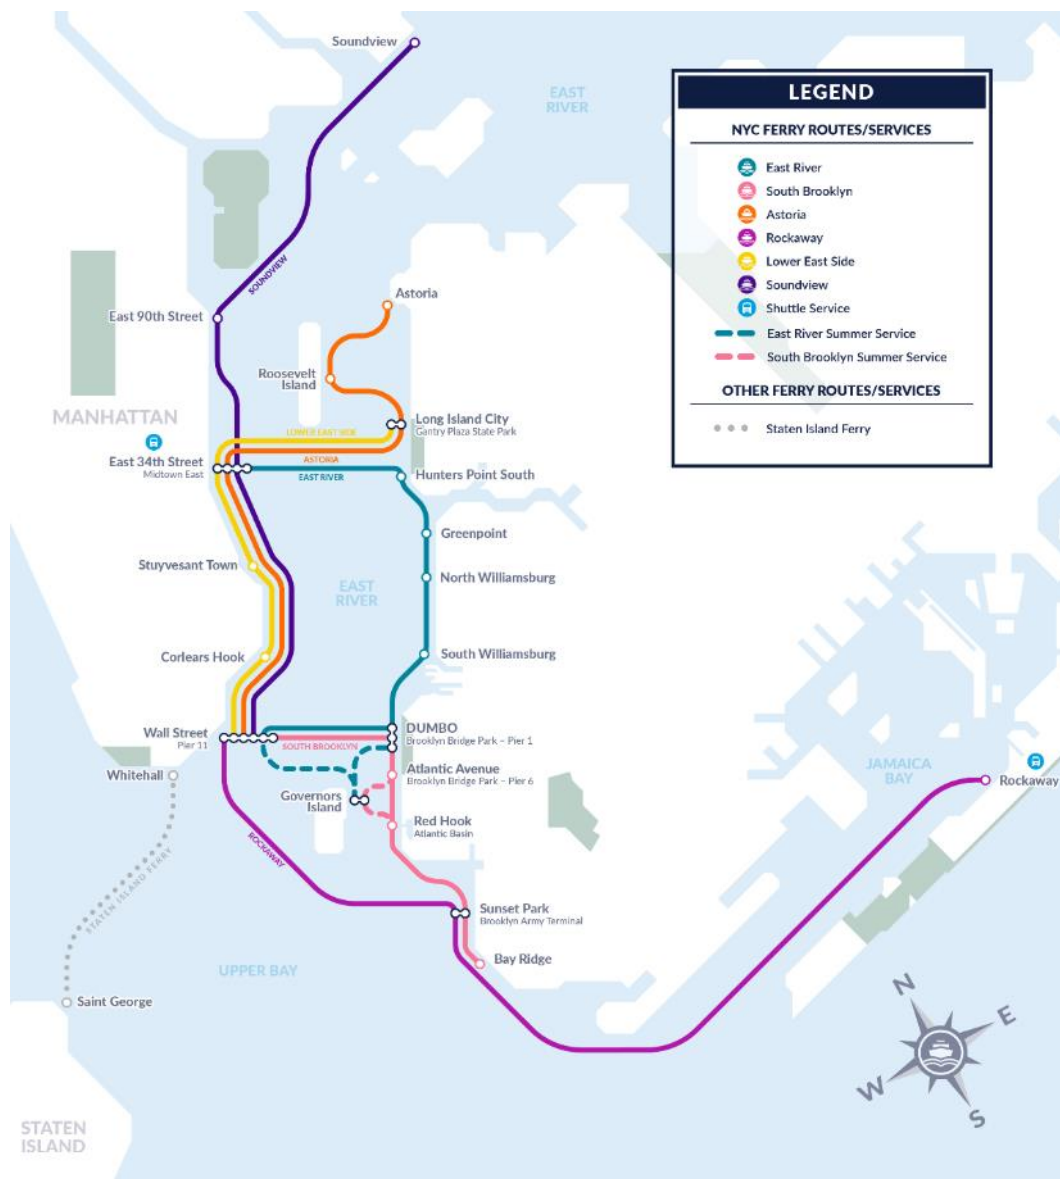 Soundview
EAST
RIVER
LEGEND
NYC FERRY ROUTES/SERVICES
East River
South Brooklyn
Astoria
Rockaway
Lower East Side
Soundview
Shuttle Service
East River Summer Service
South Brooklyn Summer Service
OTHER FERRY ROUTES/SERVICES
Staten Island Ferry
SOUNDVIEW
Astoria
East 90th Street
Roosevelt
Island
MANHATTAN
Long Island City
Gantry Plaza State Park
LOWER EAST SIDE
East 34th Street
Midtown East
ASTORIA
EAST RIVER
Hunters Point South
Greenpoint
Stuyvesant Town
North Williamsburg
EAST
RIVER
Corlears Hook
South Williamsburg
Wall Street
Pier 11
SOUTH BROOKLYN
DUMBO
Brooklyn Bridge Park – Pier 1
Whitehall
Atlantic Avenue
Brooklyn Bridge Park – Pier 6
JAMAICA
BAY
Rockaway
Governors
Island
Red Hook
Atlantic Basin
ROCKAWAY
STATEN ISLAND FERRY
Sunset Park
Brooklyn Army Terminal
Bay Ridge
UPPER BAY
Saint George
N
E
W
S
STATEN
ISLAND